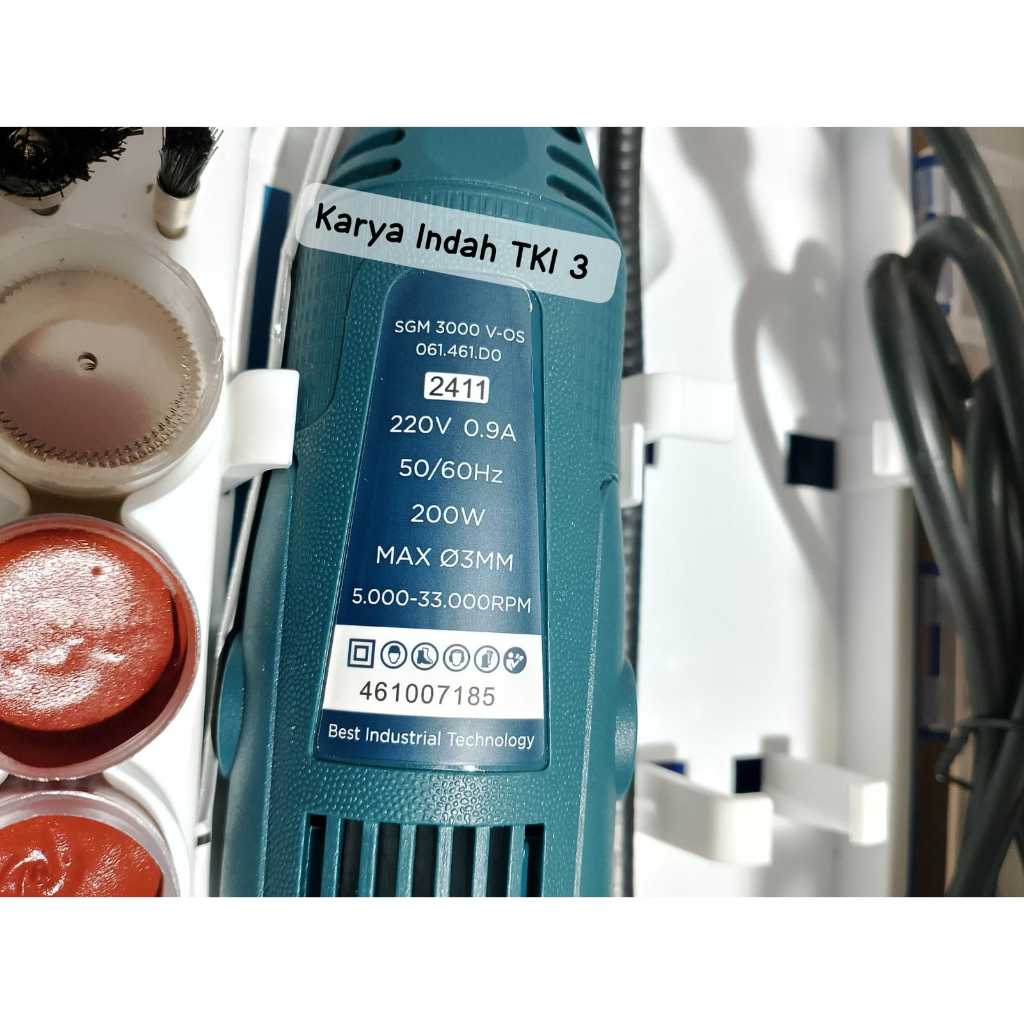 Karya Indah TKI 3
SGM 3000 V-OS
061.461.D0
2411
220V 0.9A
50/60Hz
200W
MAX Ø3MM
5.000-33.000RPM
461007185
Best Industrial Technology